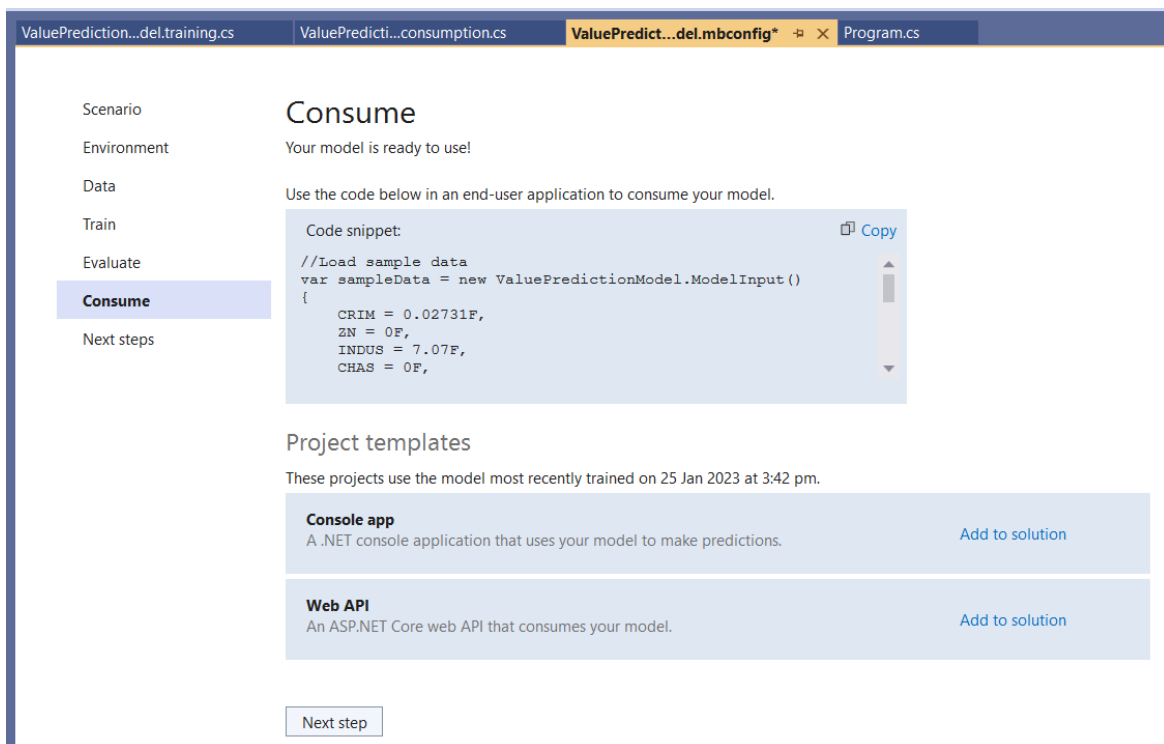 ValuePrediction...del.training.cs
ValuePredicti...consumption.cs
ValuePredict...del.mbconfig*
Program.cs
Scenario
Environment
Data
Train
Evaluate
Consume
Next steps
Consume
Your model is ready to use!
Use the code below in an end-user application to consume your model.
Code snippet:
Copy
//Load sample data
var sampleData = new ValuePredictionModel.ModelInput()
{
    CRIM = 0.02731F,
    ZN = 0F,
    INDUS = 7.07F,
    CHAS = 0F,
Project templates
These projects use the model most recently trained on 25 Jan 2023 at 3:42 pm.
Console app
A .NET console application that uses your model to make predictions.
Add to solution
Web API
An ASP.NET Core web API that consumes your model.
Add to solution
Next step